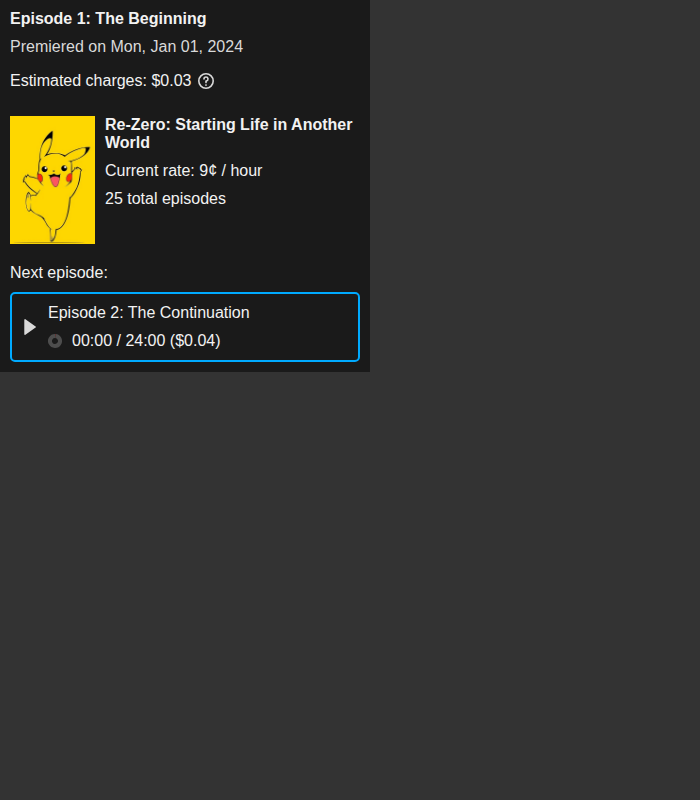 Episode 1: The Beginning
Premiered on Mon, Jan 01, 2024
Estimated charges: $0.03
Re-Zero: Starting Life in Another
World
Current rate: 9¢ / hour
25 total episodes
Next episode:
Episode 2: The Continuation
00:00 / 24:00 ($0.04)